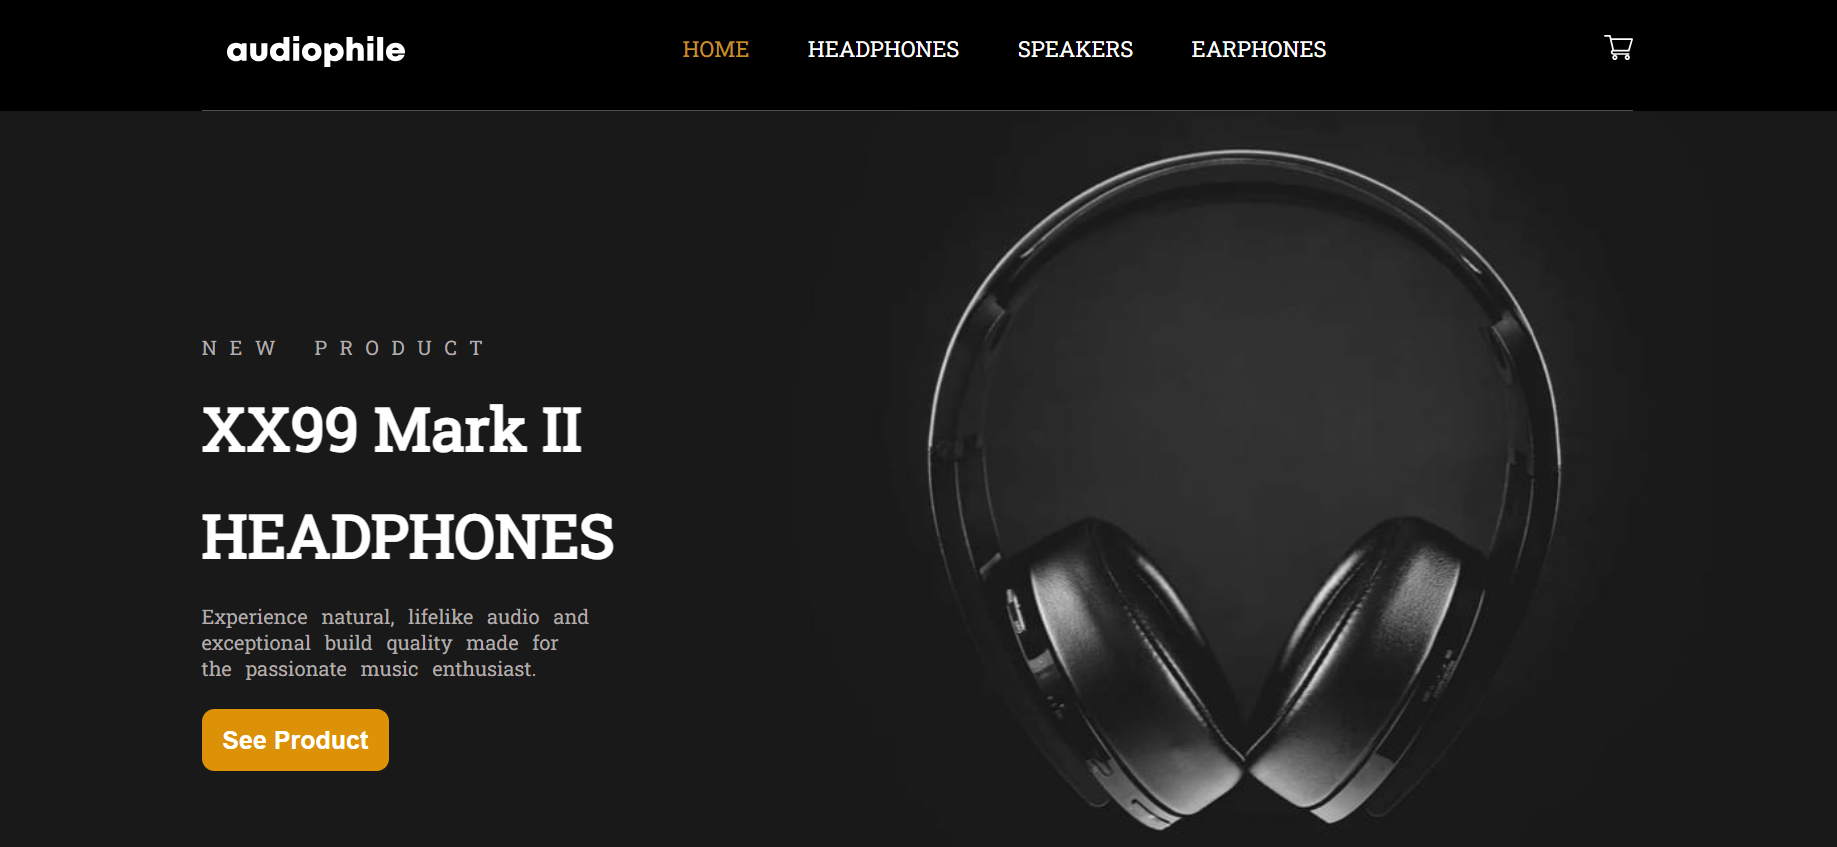 audiophile
HOME HEADPHONES SPEAKERS EARPHONES
NEW PRODUCT
XX99 Mark II
HEADPHONES
Experience natural, lifelike audio and
exceptional build quality made for
the passionate music enthusiast.
See Product